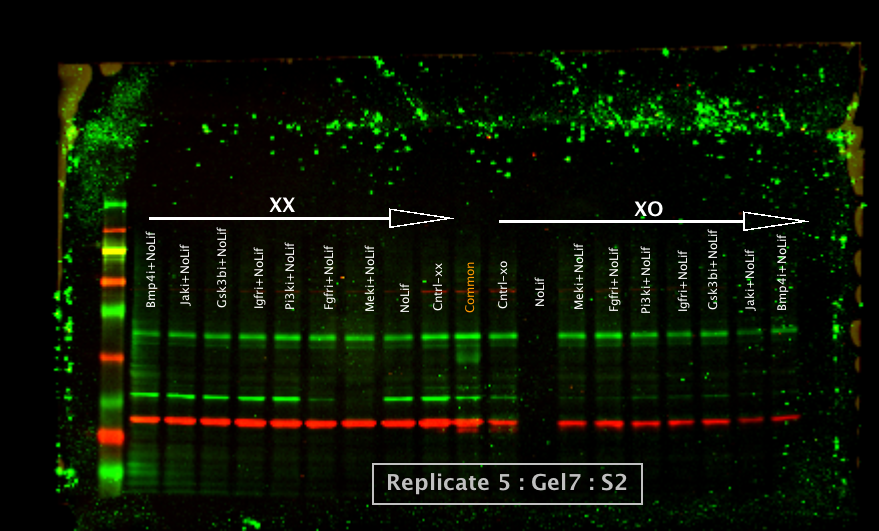 XX
XO
Bmp4i+NoLif
Jaki+NoLif
Gsk3bi+NoLif
Igfri+NoLif
Pi3ki+NoLif
Fgfri+NoLif
Meki+NoLif
NoLif
Cntrl-xx
Common
Cntrl-xo
NoLif
Meki+NoLif
Fgfri+NoLif
Pi3ki+NoLif
Igfri+NoLif
Gsk3bi+NoLif
Jaki+NoLif
Bmp4i+NoLif
Replicate 5 : Gel7 : S2